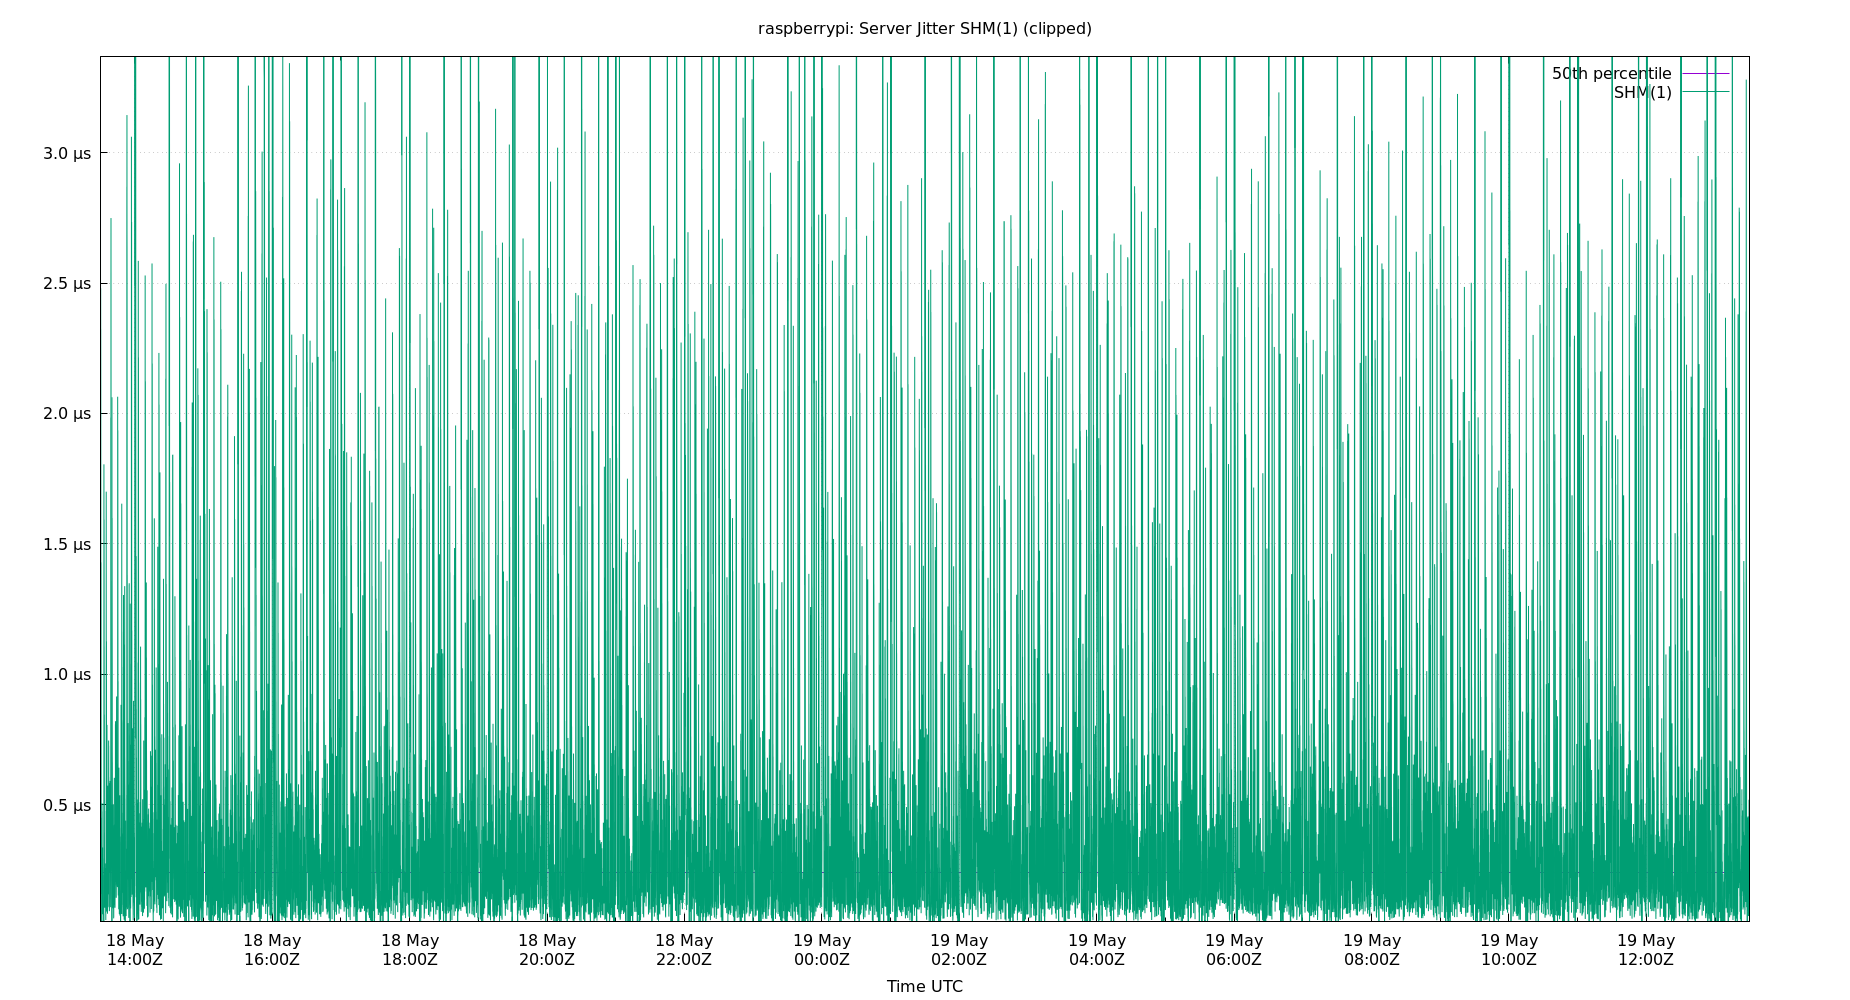 raspberrypi: Server Jitter SHM(1) (clipped)
50th percentile
SHM(1)
3.0 µs
2.5 µs
2.0 µs
1.5 µs
1.0 µs
0.5 µs
18 May 18 May 18 May 18 May 18 May 19 May 19 May 19 May 19 May 19 May 19 May 19 May
14:00Z 16:00Z 18:00Z 20:00Z 22:00Z 00:00Z 02:00Z 04:00Z 06:00Z 08:00Z 10:00Z 12:00Z
Time UTC